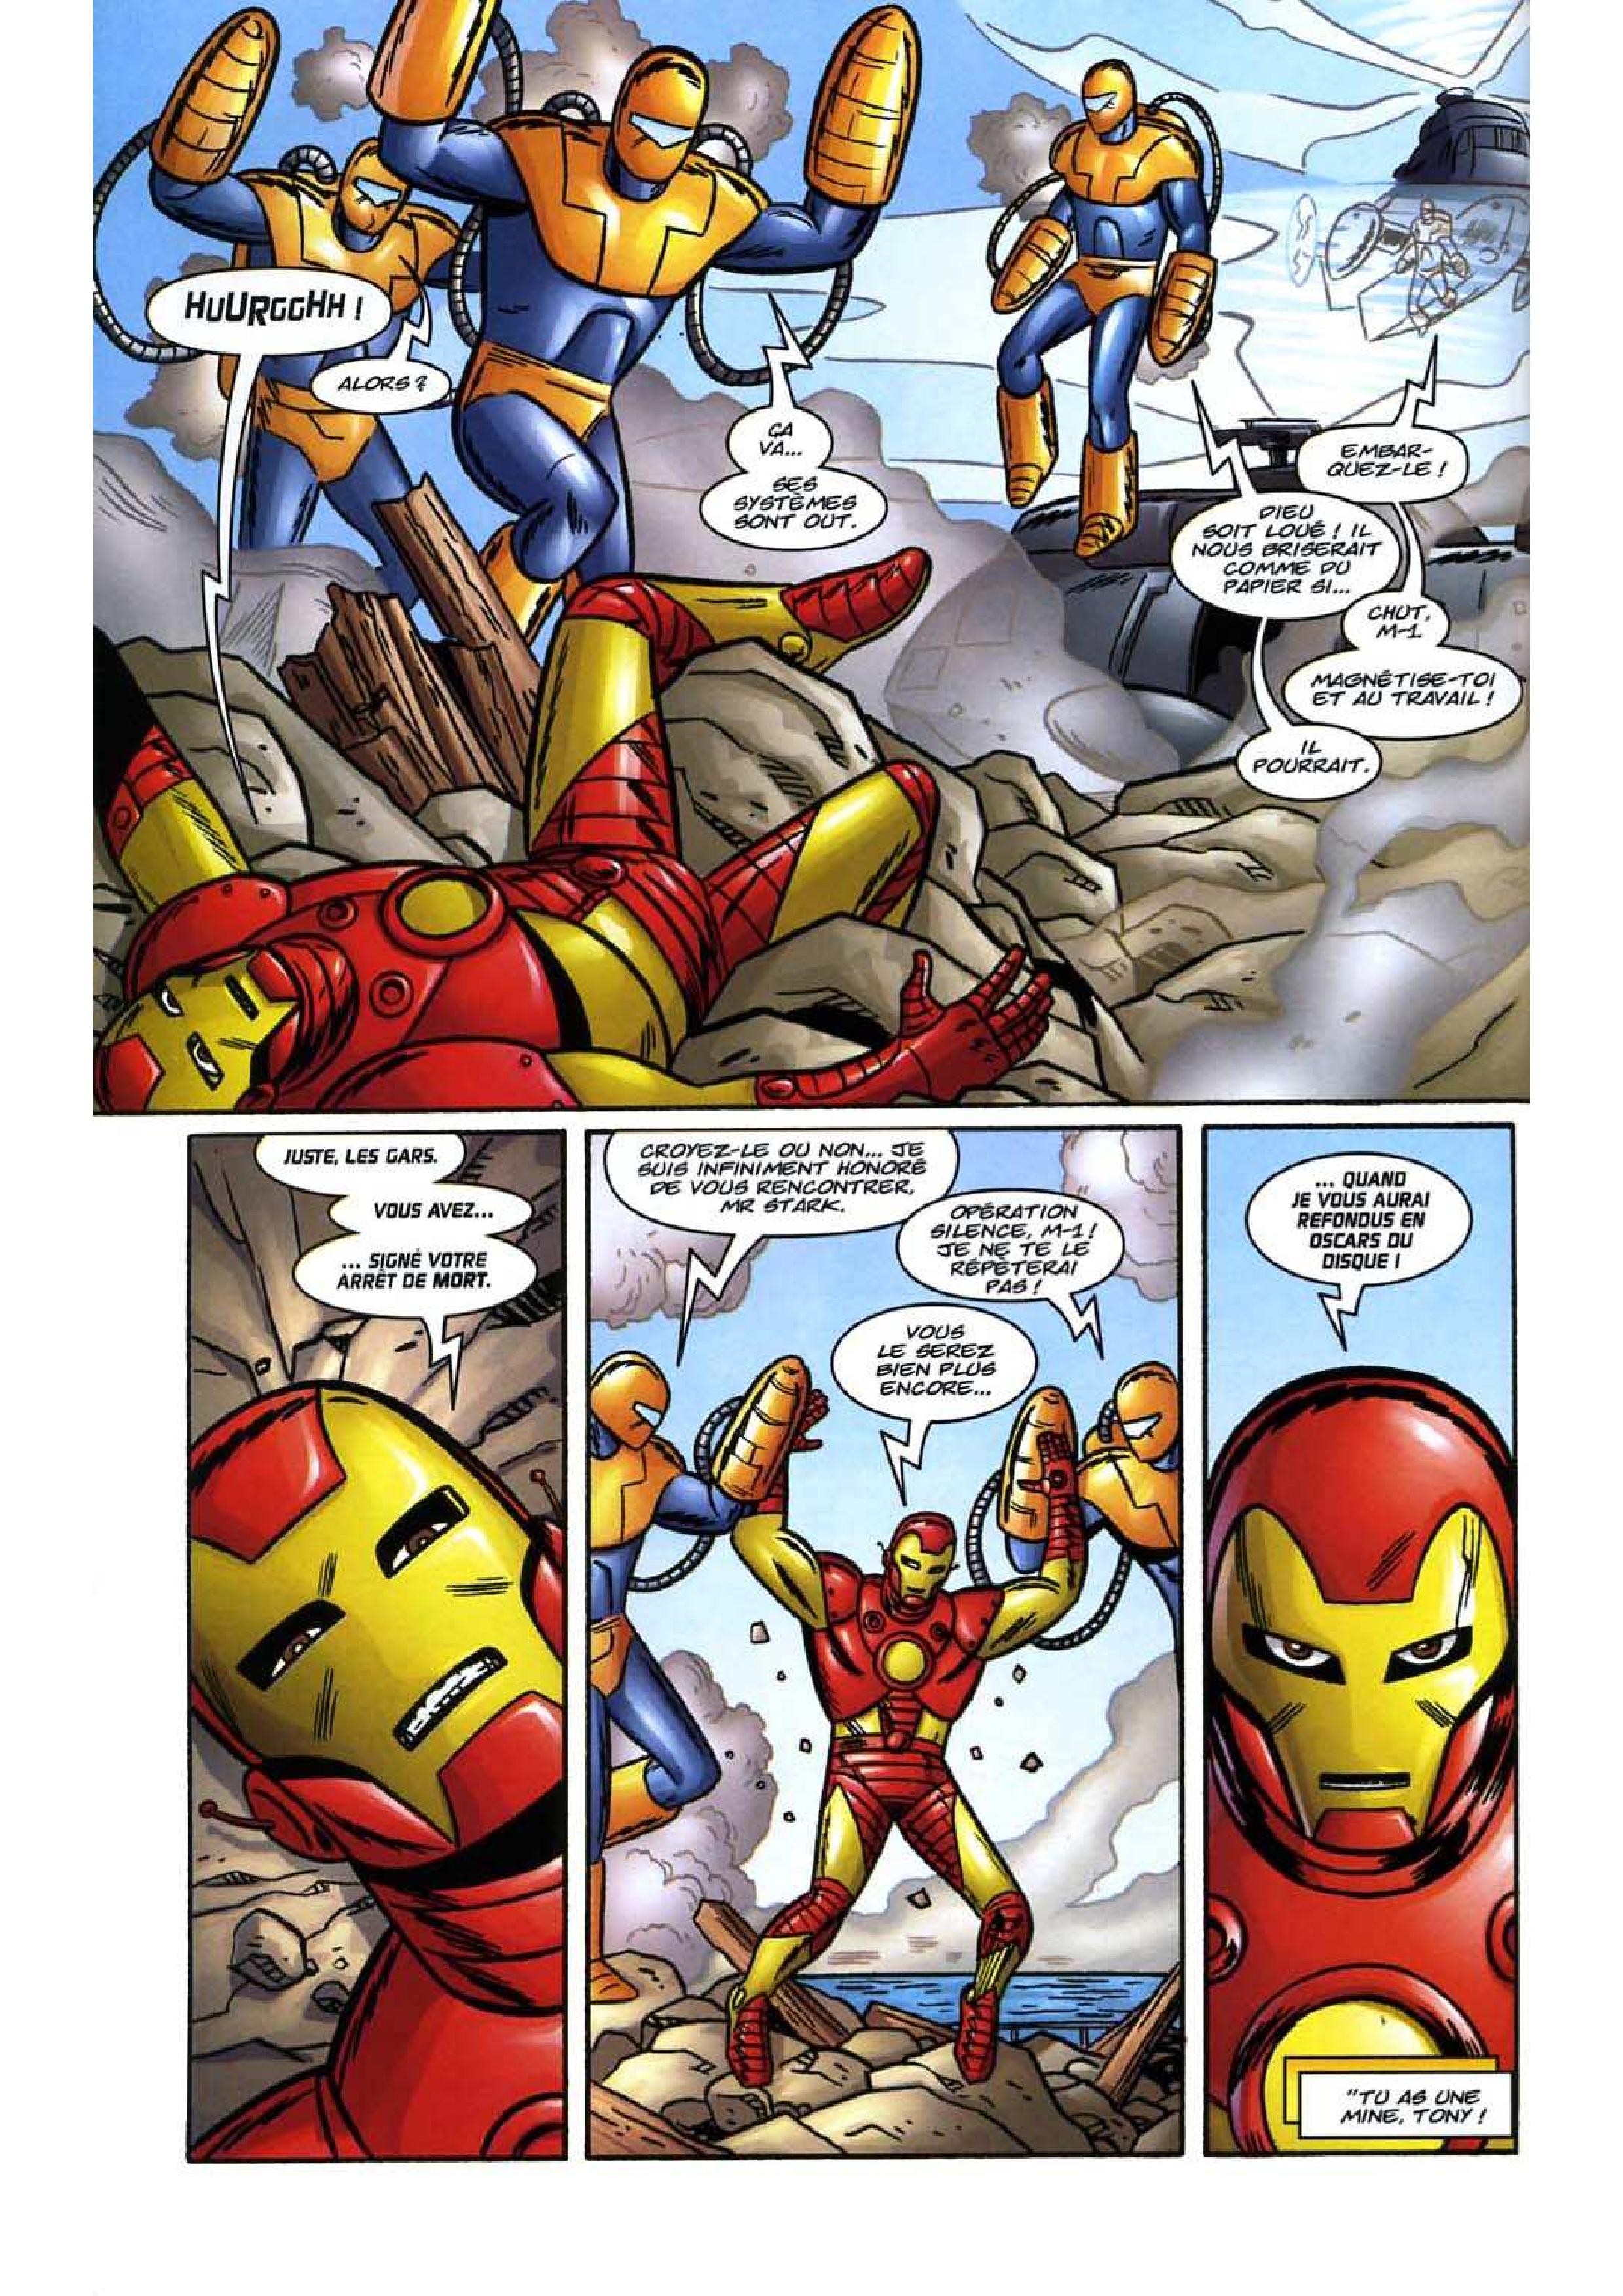 HUURGGHH !
ALORS ?
ÇA
VA...
SES
SYSTÈMES
SONT OUT.
EMBAR-
QUEZ-LE !
DIEU
SOIT LOUÉ ! IL
NOUS BRISERAIT
COMME DU
PAPIER SI...
CHUT,
M-1.
MAGNÉTISE-TOI
ET AU TRAVAIL !
IL
POURRAIT.
JUSTE, LES GARS.
VOUS AVEZ...
... SIGNÉ VOTRE
ARRÊT DE MORT.
CROYEZ-LE OU NON... JE
SUIS INFINIMENT HONORÉ
DE VOUS RENCONTRER,
MR STARK.
OPÉRATION
SILENCE, M-1 !
JE NE TE LE
RÉPÈTERAI
PAS !
VOUS
LE SEREZ
BIEN PLUS
ENCORE...
... QUAND
JE VOUS AURAI
REFONDUS EN
OSCARS DU
DISQUE !
"TU AS UNE
MINE, TONY !